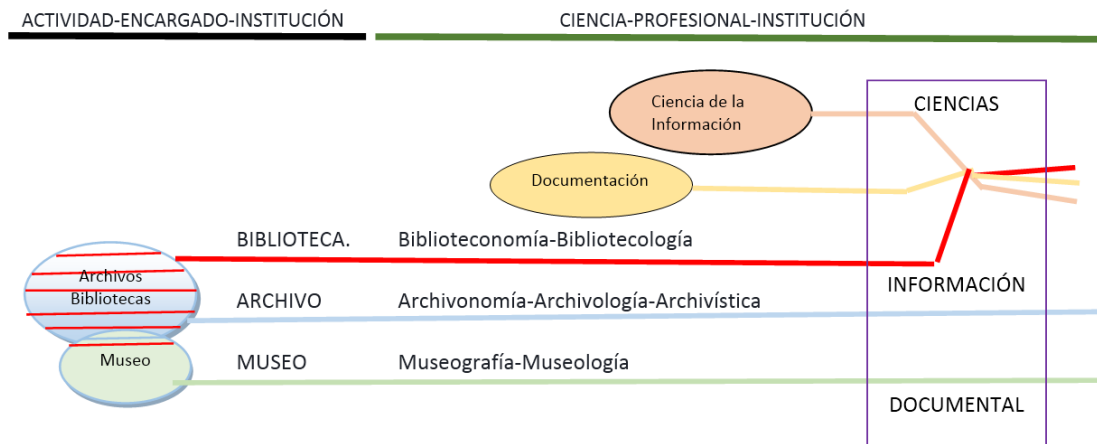 ACTIVIDAD-ENCARGADO-INSTITUCIÓN
CIENCIA-PROFESIONAL-INSTITUCIÓN
Ciencia de la
Información
CIENCIAS
Documentación
BIBLIOTECA.
Biblioteconomía-Bibliotecología
Archivos
Bibliotecas
INFORMACIÓN
ARCHIVO
Archivonomía-Archivología-Archivística
Museo
MUSEO
Museografía-Museología
DOCUMENTAL